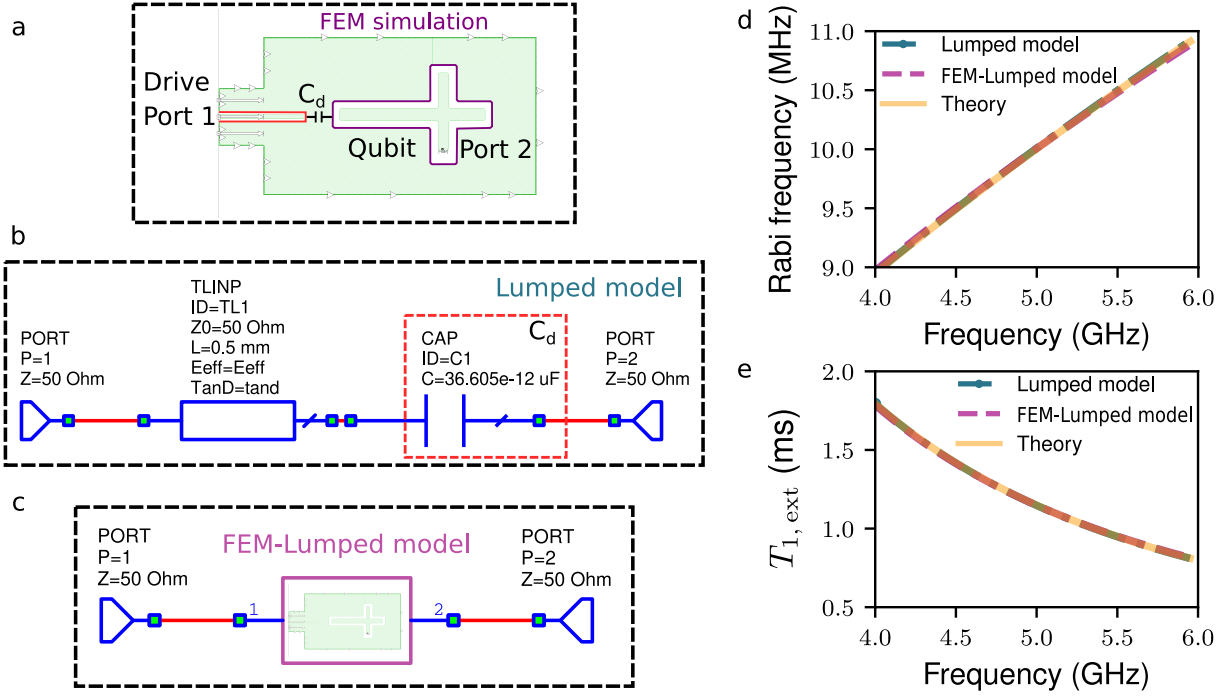 a
FEM simulation
Drive
Port 1
C_d
Qubit
Port 2
b
Lumped model
PORT
P=1
Z=50 Ohm
TLINP
ID=TL1
Z0=50 Ohm
L=0.5 mm
Eeff=Eeff
TanD=tand
CAP
ID=C1
C=36.605e-12 uF
C_d
PORT
P=2
Z=50 Ohm
c
FEM-Lumped model
PORT
P=1
Z=50 Ohm
1
2
PORT
P=2
Z=50 Ohm
d
Rabi frequency (MHz)
11.0
10.5
10.0
9.5
9.0
Lumped model
FEM-Lumped model
Theory
4.0 4.5 5.0 5.5 6.0
Frequency (GHz)
e
T_{1, ext} (ms)
2.0
1.5
1.0
0.5
Lumped model
FEM-Lumped model
Theory
4.0 4.5 5.0 5.5 6.0
Frequency (GHz)